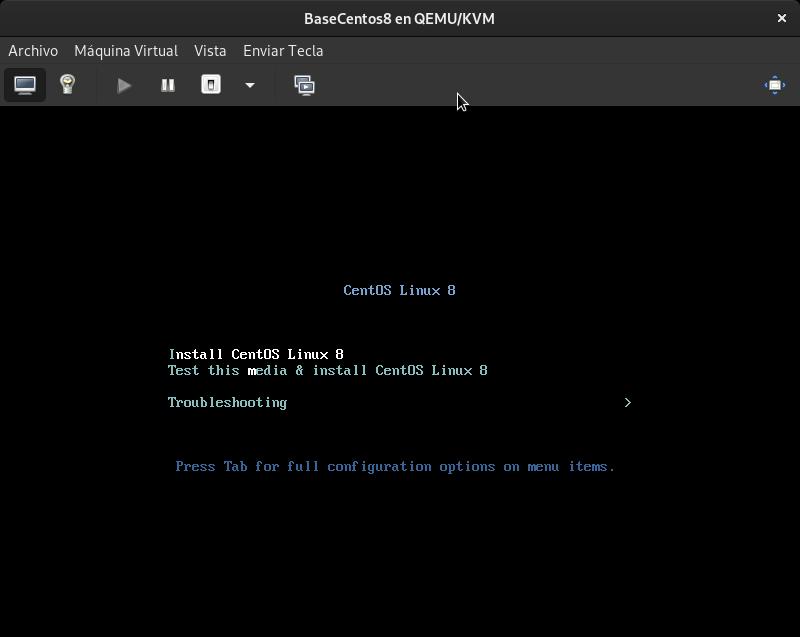 BaseCentos8 en QEMU/KVM
Archivo Máquina Virtual Vista Enviar Tecla
CentOS Linux 8
Install CentOS Linux 8
Test this media & install CentOS Linux 8
Troubleshooting >
Press Tab for full configuration options on menu items.